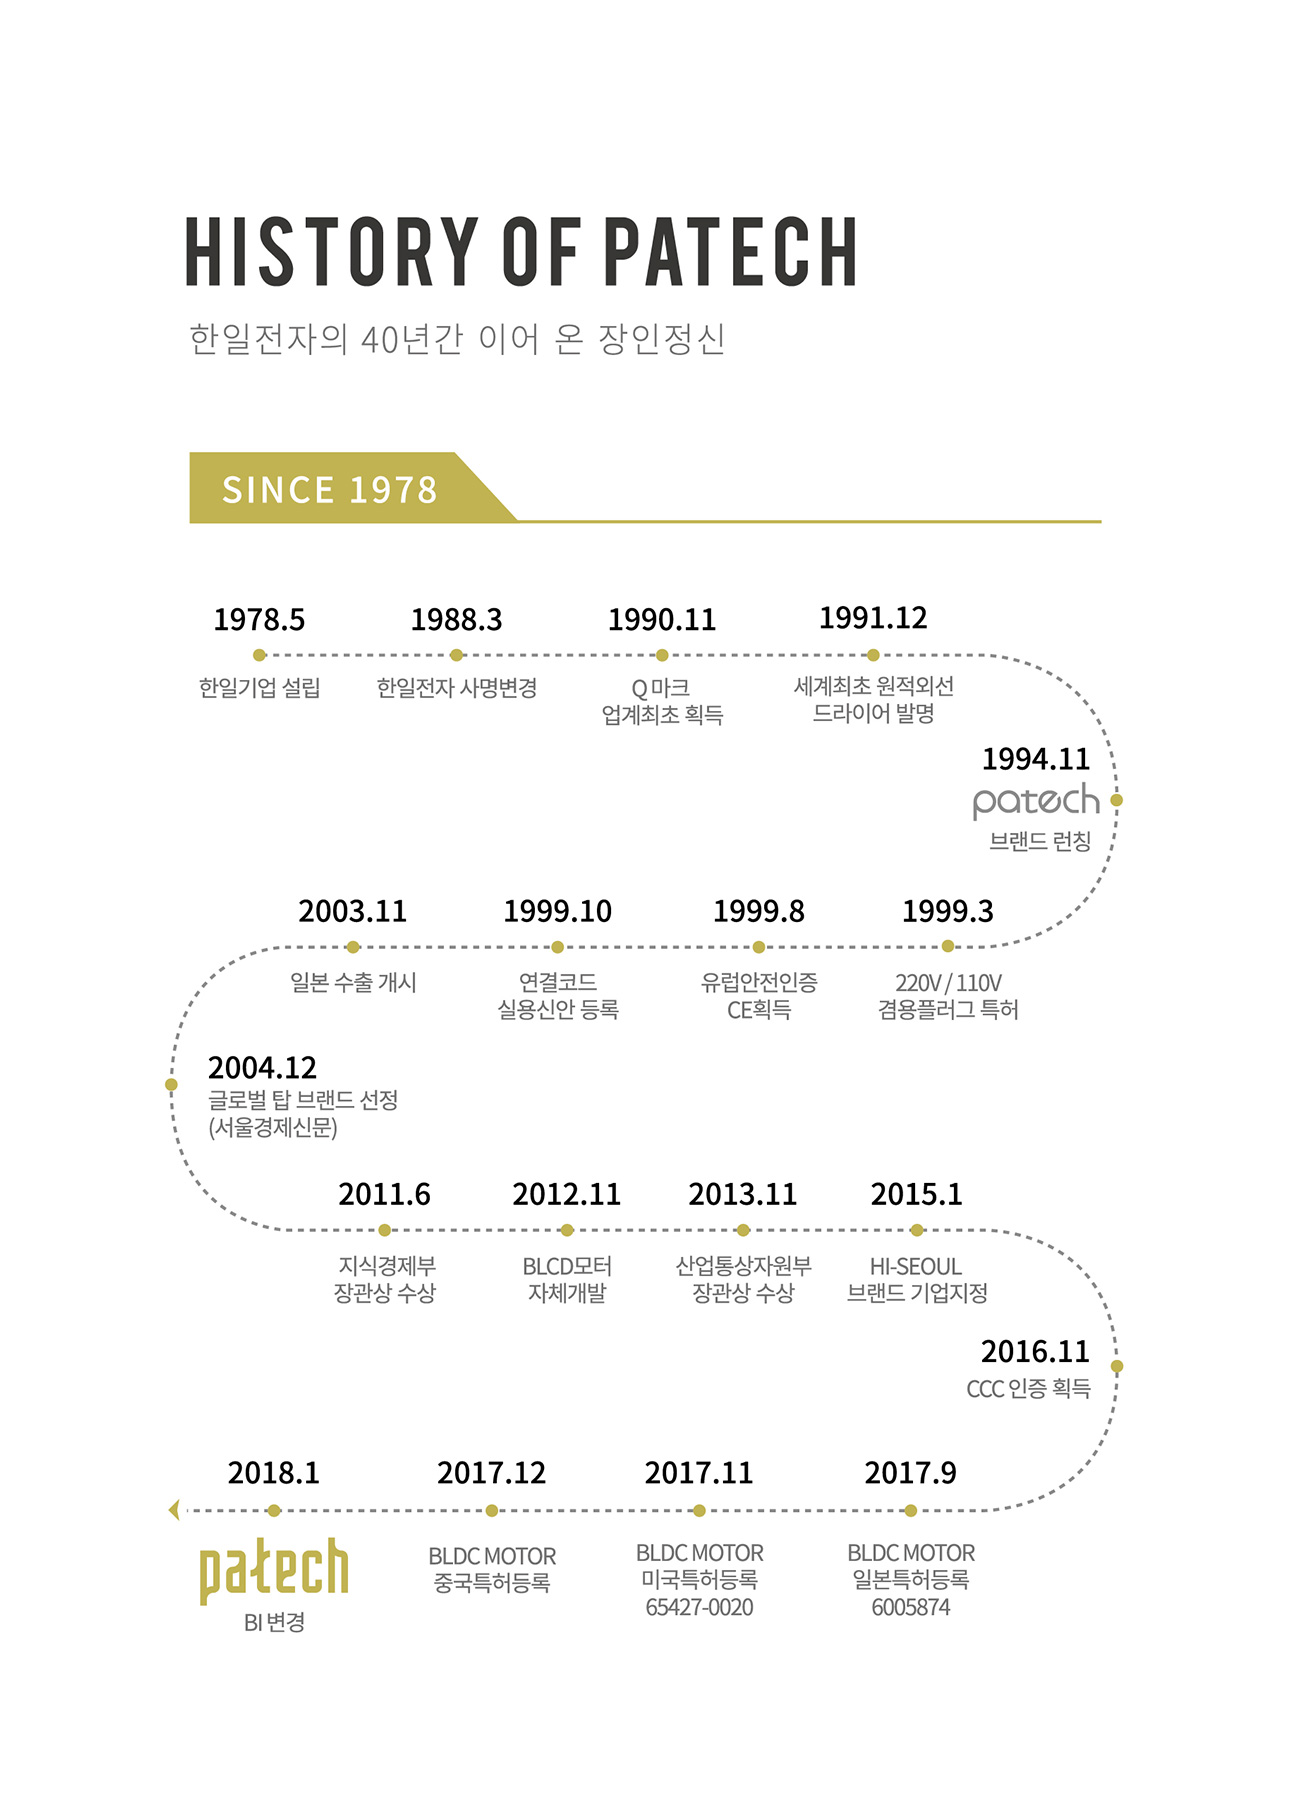 HISTORY OF PATECH
한일전자의 40년간 이어 온 장인정신
SINCE 1978
1978.5
한일기업 설립
1988.3
한일전자 사명변경
1990.11
Q 마크
업계최초 획득
1991.12
세계최초 원적외선
드라이어 발명
1994.11
patech
브랜드 런칭
1999.3
220V / 110V
겸용플러그 특허
1999.8
유럽안전인증
CE획득
1999.10
연결코드
실용신안 등록
2003.11
일본 수출 개시
2004.12
글로벌 탑 브랜드 선정
(서울경제신문)
2011.6
지식경제부
장관상 수상
2012.11
BLCD모터
자체개발
2013.11
산업통상자원부
장관상 수상
2015.1
HI-SEOUL
브랜드 기업지정
2016.11
CCC 인증 획득
2017.9
BLDC MOTOR
일본특허등록
6005874
2017.11
BLDC MOTOR
미국특허등록
65427-0020
2017.12
BLDC MOTOR
중국특허등록
2018.1
patech
BI 변경